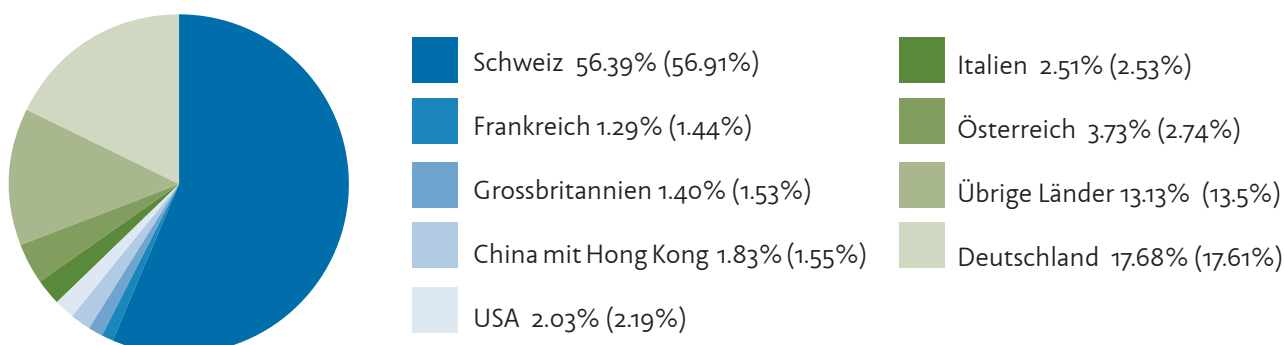 Schweiz 56.39% (56.91%)
Frankreich 1.29% (1.44%)
Grossbritannien 1.40% (1.53%)
China mit Hong Kong 1.83% (1.55%)
USA 2.03% (2.19%)
Italien 2.51% (2.53%)
Österreich 3.73% (2.74%)
Übrige Länder 13.13% (13.5%)
Deutschland 17.68% (17.61%)